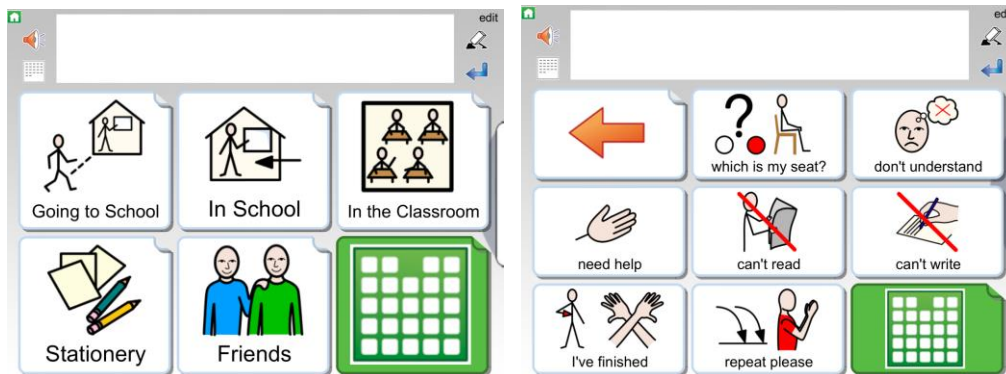 edit
Going to School
In School
In the Classroom
Stationery
Friends
ed
which is my seat?
don't understand
need help
can't read
can't write
I've finished
repeat please